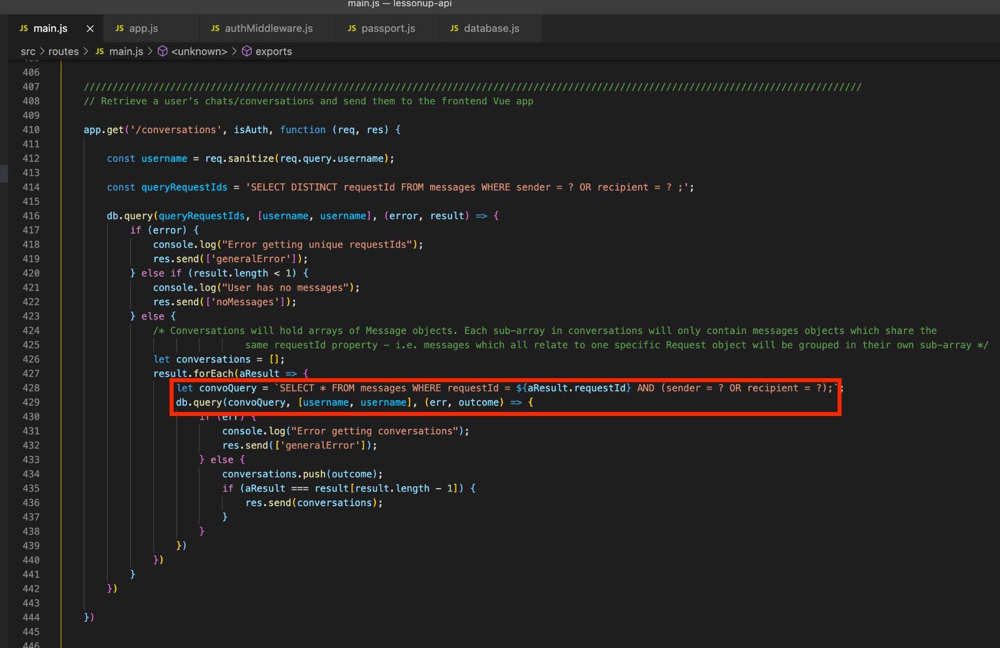 main.js — lessonup-api
JS main.js × JS app.js JS authMiddleware.js JS passport.js JS database.js
src > routes > JS main.js > <unknown> > exports
405
406
407 ///////////////////////////////////////////////////////////////////////////////////////////////////////////////////////////////////////
408 // Retrieve a user's chats/conversations and send them to the frontend Vue app
409
410 app.get('/conversations', isAuth, function (req, res) {
411
412 const username = req.sanitize(req.query.username);
413
414 const queryRequestIds = 'SELECT DISTINCT requestId FROM messages WHERE sender = ? OR recipient = ? ;';
415
416 db.query(queryRequestIds, [username, username], (error, result) => {
417 if (error) {
418 console.log("Error getting unique requestIds");
419 res.send(['generalError']);
420 } else if (result.length < 1) {
421 console.log("User has no messages");
422 res.send(['noMessages']);
423 } else {
424 /* Conversations will hold arrays of Message objects. Each sub-array in conversations will only contain messages objects which share the
425 same requestId property - i.e. messages which all relate to one specific Request object will be grouped in their own sub-array */
426 let conversations = [];
427 result.forEach(aResult => {
428 let convoQuery = `SELECT * FROM messages WHERE requestId = ${aResult.requestId} AND (sender = ? OR recipient = ?);`;
429 db.query(convoQuery, [username, username], (err, outcome) => {
430 if (err) {
431 console.log("Error getting conversations");
432 res.send(['generalError']);
433 } else {
434 conversations.push(outcome);
435 if (aResult === result[result.length - 1]) {
436 res.send(conversations);
437 }
438 }
439 })
440 })
441 }
442 })
443
444 })
445
446